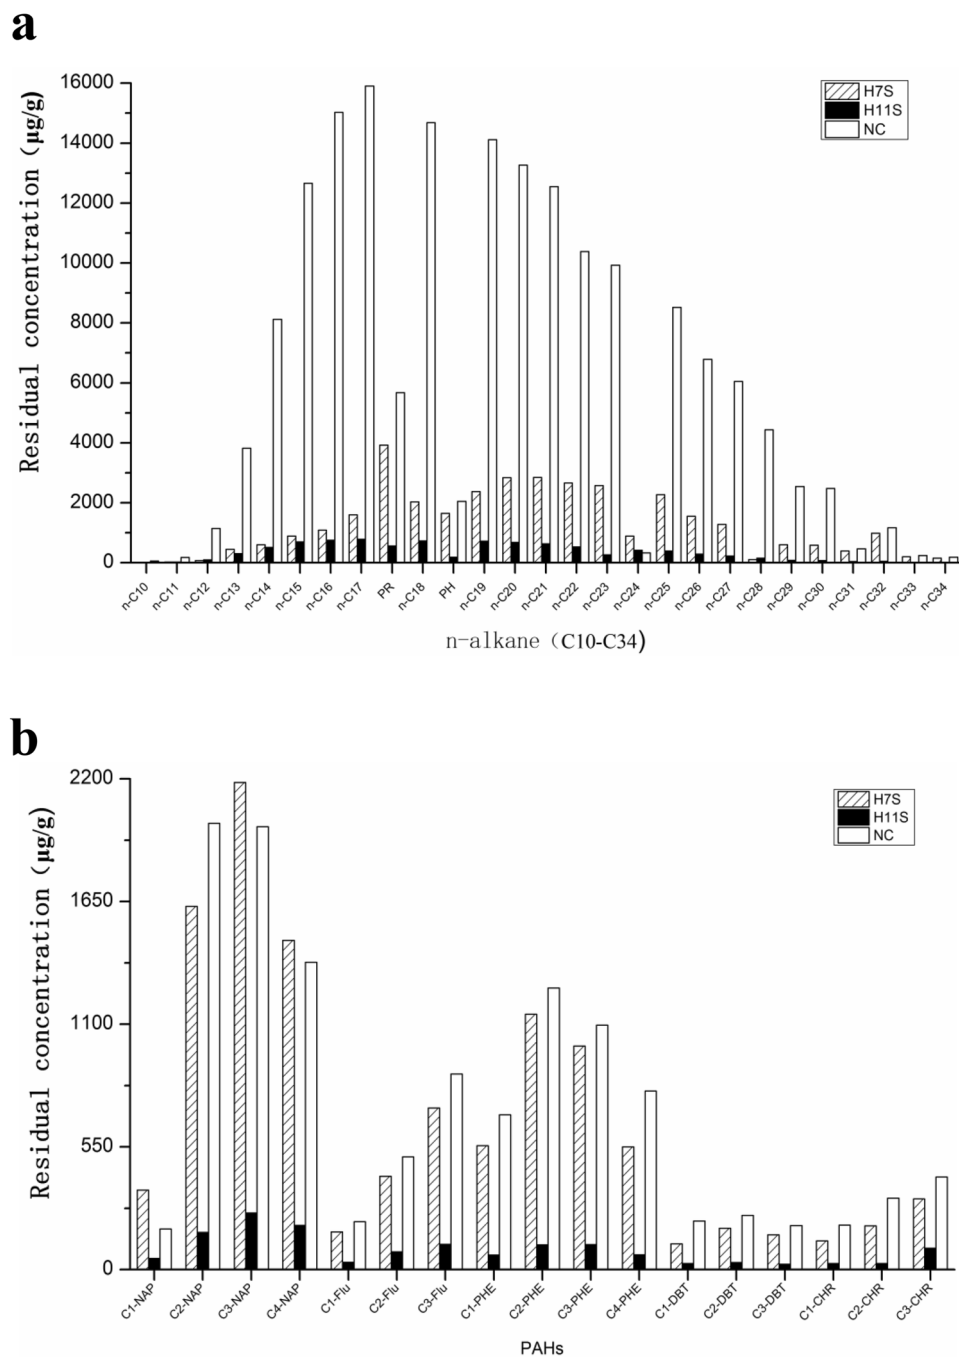 a
Residual concentration (μg/g)
16000
14000
12000
10000
8000
6000
4000
2000
0
H7S
H11S
NC
n-C10 n-C11 n-C12 n-C13 n-C14 n-C15 n-C16 n-C17 PR n-C18 PH n-C19 n-C20 n-C21 n-C22 n-C23 n-C24 n-C25 n-C26 n-C27 n-C28 n-C29 n-C30 n-C31 n-C32 n-C33 n-C34
n-alkane (C10-C34)
b
Residual concentration (μg/g)
2200
1650
1100
550
0
H7S
H11S
NC
C1-NAP C2-NAP C3-NAP C4-NAP C1-Flu C2-Flu C3-Flu C1-PHE C2-PHE C3-PHE C4-PHE C1-DBT C2-DBT C3-DBT C1-CHR C2-CHR C3-CHR
PAHs